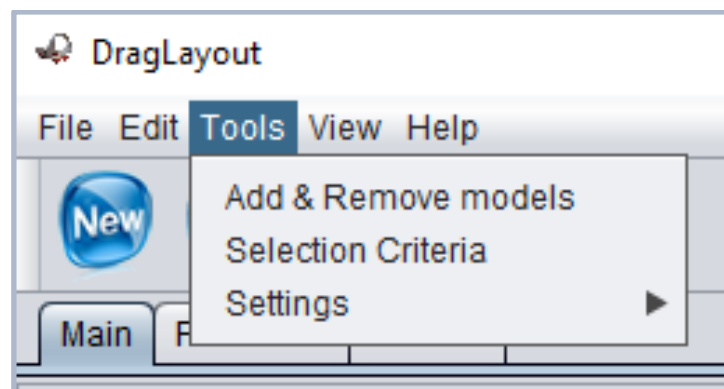 DragLayout
File Edit Tools View Help
New
Add & Remove models
Selection Criteria
Settings
Main